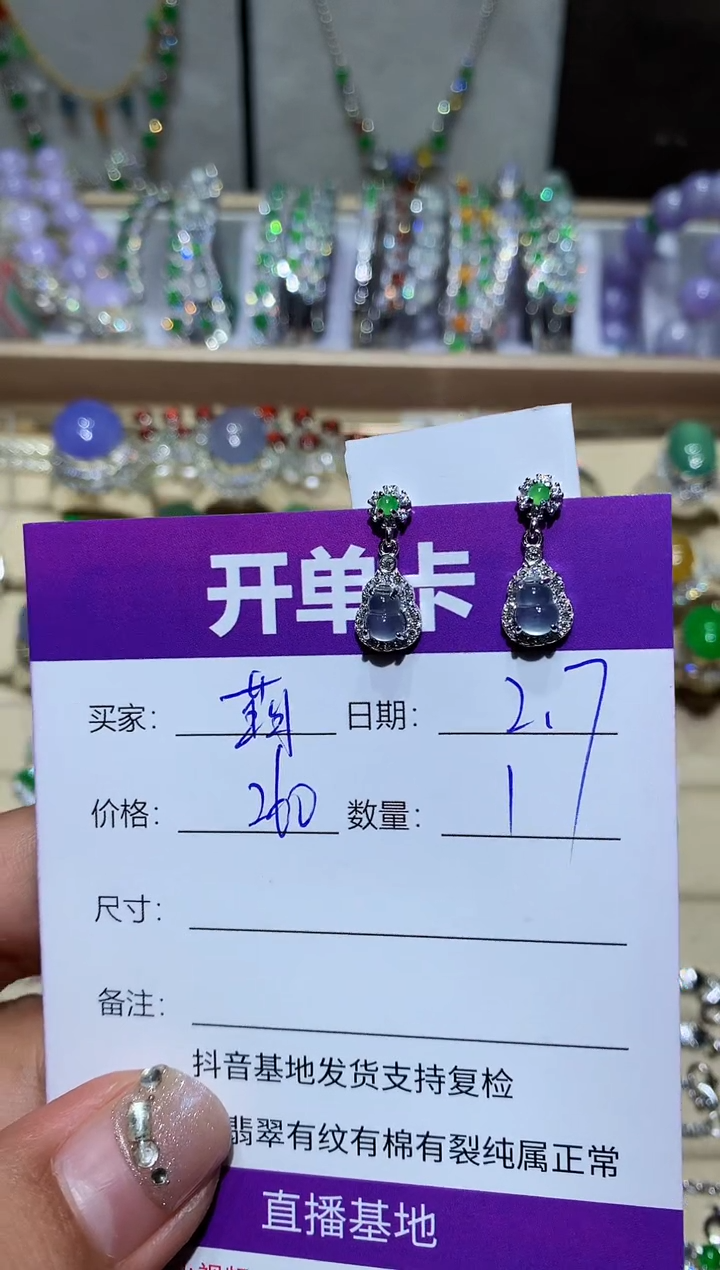 开单卡
买家： 日期：2.7
价格：260 数量：1
尺寸：
备注：
抖音基地发货支持复检
翡翠有纹有棉有裂纯属正常
直播基地